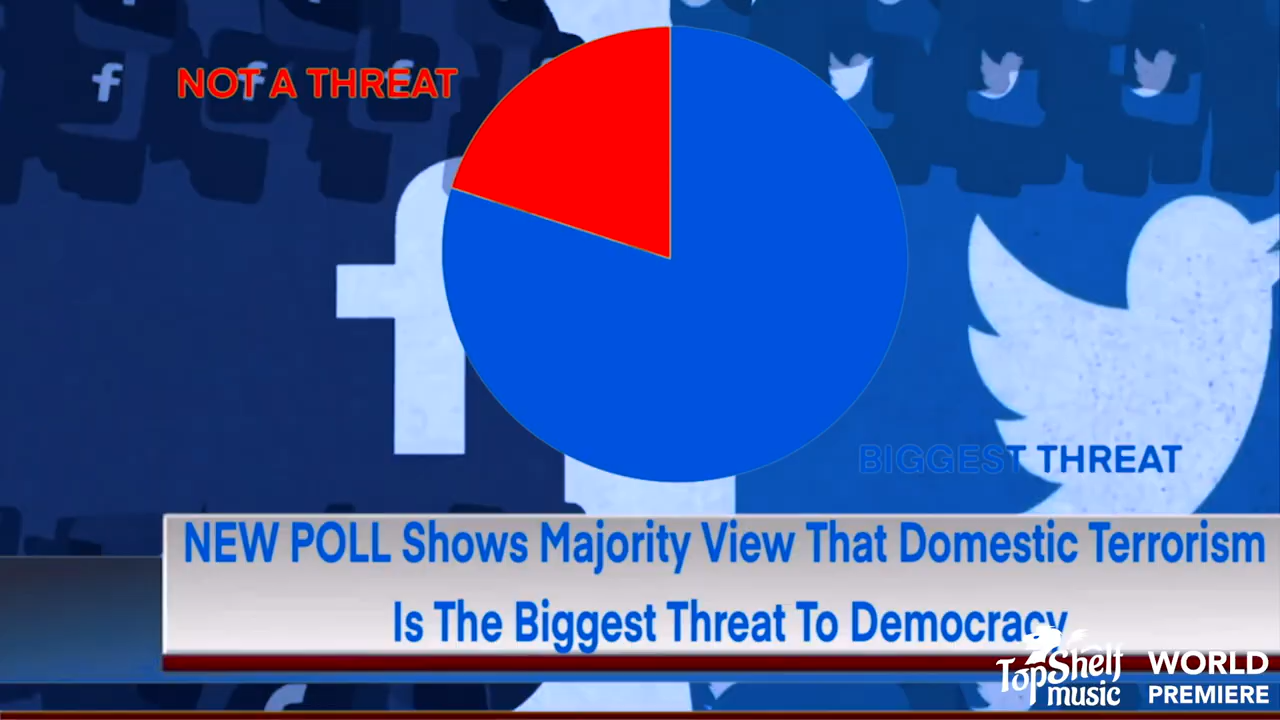 NOT A THREAT
BIGGEST THREAT
NEW POLL Shows Majority View That Domestic Terrorism
Is The Biggest Threat To Democracy
TopShelf
music
WORLD
PREMIERE